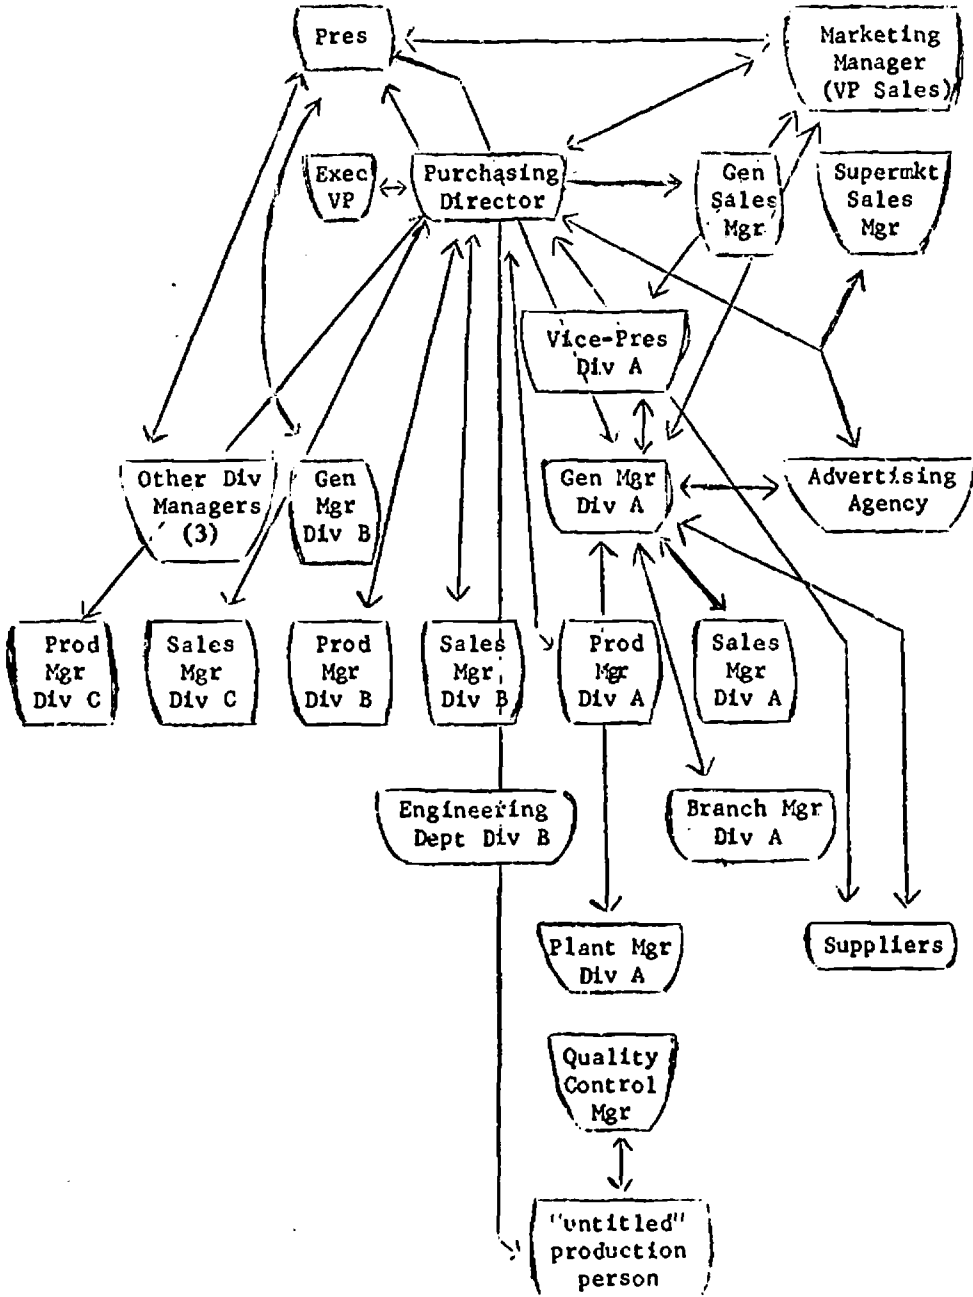 Pres
Marketing
Manager
(VP Sales)
Exec
VP
Purchasing
Director
Gen
Sales
Mgr
Supermkt
Sales
Mgr
Vice-Pres
Div A
Other Div
Managers
(3)
Gen
Mgr
Div B
Gen Mgr
Div A
Advertising
Agency
Prod
Mgr
Div C
Sales
Mgr
Div C
Prod
Mgr
Div B
Sales
Mgr
Div B
Prod
Mgr
Div A
Sales
Mgr
Div A
Engineering
Dept Div B
Branch Mgr
Div A
Plant Mgr
Div A
Suppliers
Quality
Control
Mgr
"untitled"
production
person